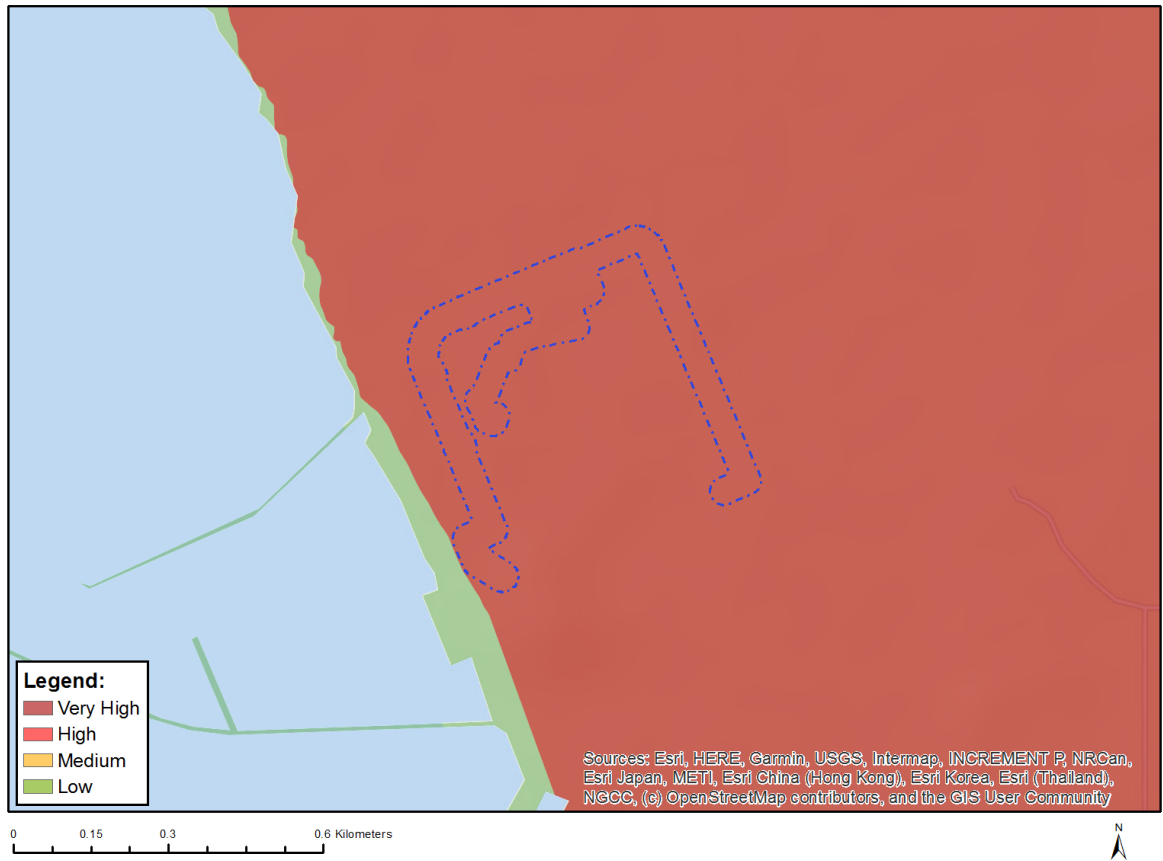 Legend:
Very High
High
Medium
Low
Sources: Esri, HERE, Garmin, USGS, Intermap, INCREMENT P, NRCan,
Esri Japan, METI, Esri China (Hong Kong), Esri Korea, Esri (Thailand),
NGCC, (c) OpenStreetMap contributors, and the GIS User Community
0 0.15 0.3 0.6 Kilometers
N